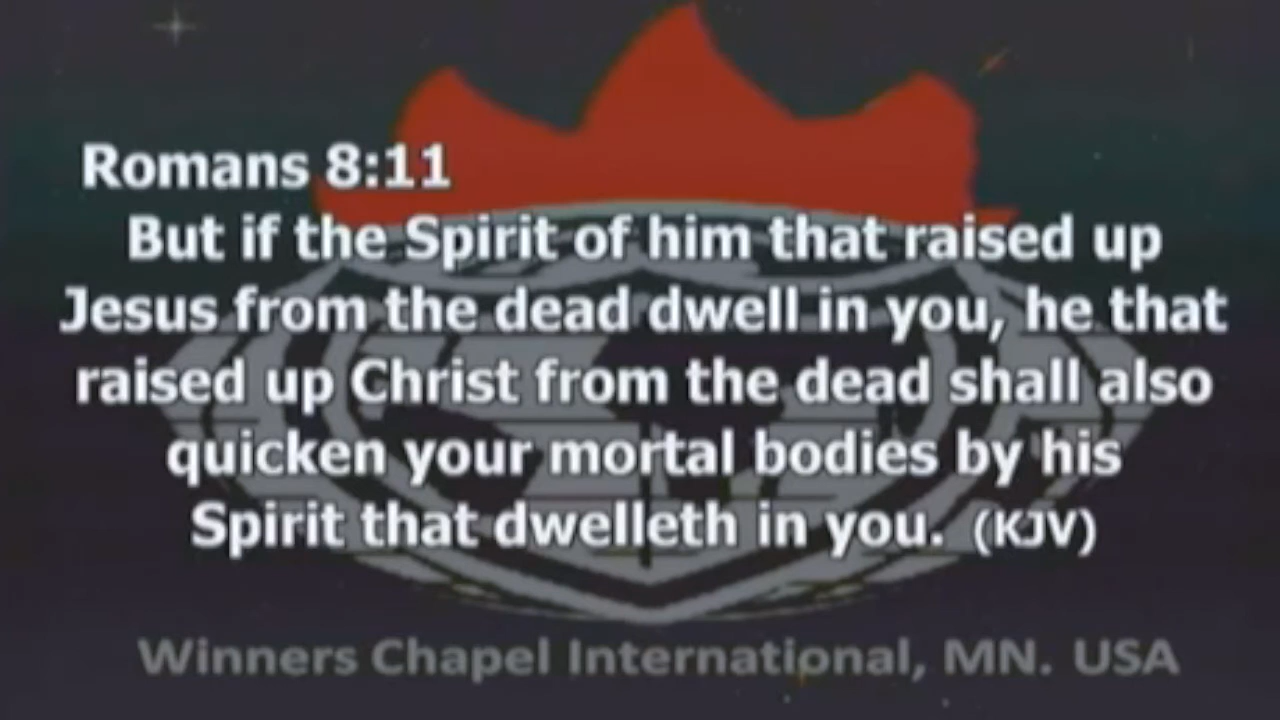 Romans 8:11
But if the Spirit of him that raised up
Jesus from the dead dwell in you, he that
raised up Christ from the dead shall also
quicken your mortal bodies by his
Spirit that dwelleth in you. (KJV)
Winners Chapel International, MN. USA